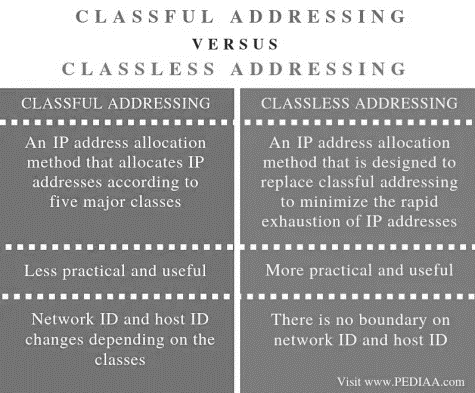 CLASSFUL ADDRESSING
VERSUS
CLASSLESS ADDRESSING
CLASSFUL ADDRESSING
An IP address allocation
method that allocates IP
addresses according to
five major classes
Less practical and useful
Network ID and host ID
changes depending on the
classes
CLASSLESS ADDRESSING
An IP address allocation
method that is designed to
replace classful addressing
to minimize the rapid
exhaustion of IP addresses
More practical and useful
There is no boundary on
network ID and host ID
Visit www.PEDIAA.com